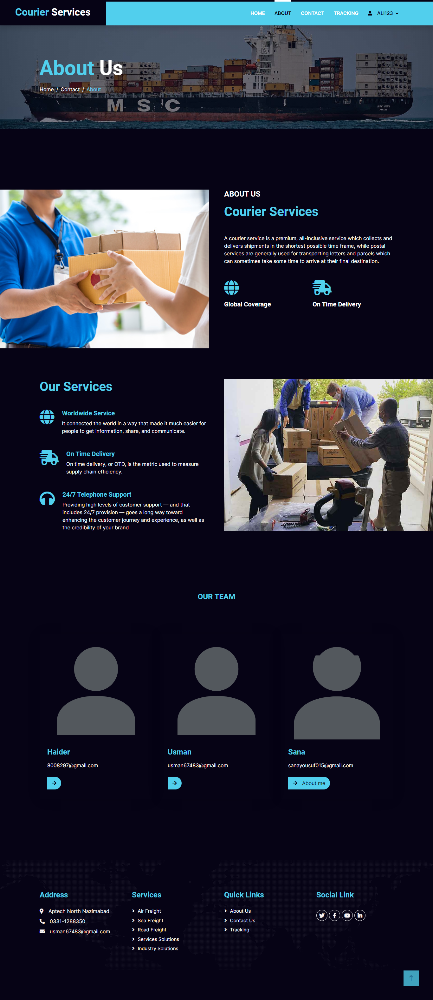 Courier Services
HOME
ABOUT
CONTACT
TRACKING
ALI123
About Us
Home / Contact / About
M S C
MSC GINA
PANAMA
ABOUT US
Courier Services
A courier service is a premium, all-inclusive service which collects and
delivers shipments in the shortest possible time frame, while postal
services are generally used for transporting letters and parcels which
can sometimes take some time to arrive at their final destination.
Global Coverage
On Time Delivery
Our Services
Worldwide Service
It connected the world in a way that made it much easier for
people to get information, share, and communicate.
On Time Delivery
On time delivery, or OTD, is the metric used to measure
supply chain efficiency.
24/7 Telephone Support
Providing high levels of customer support — and that
includes 24/7 provision — goes a long way toward
enhancing the customer journey and experience, as well as
the credibility of your brand
OUR TEAM
Haider
8008297@gmail.com
Usman
usman67483@gmail.com
Sana
sanayousuf015@gmail.com
About me
Address
Aptech North Nazimabad
0331-1288350
usman67483@gmail.com
Services
Air Freight
Sea Freight
Road Freight
Services Solutions
Industry Solutions
Quick Links
About Us
Contact Us
Tracking
Social Link